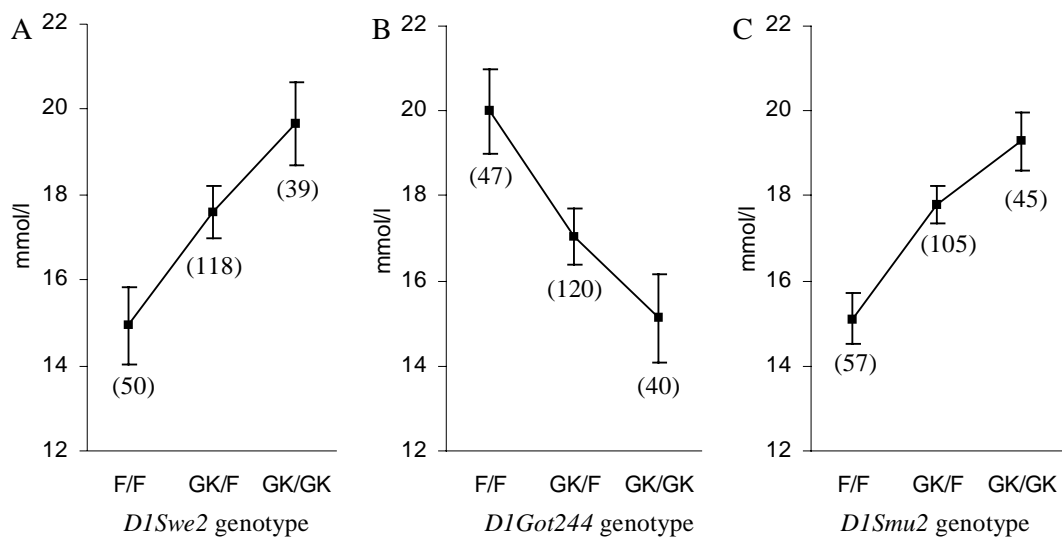 A
mmol/l
22
20
18
16
14
12
(50)
(118)
(39)
F/F GK/F GK/GK
D1Swe2 genotype
B
mmol/l
22
20
18
16
14
12
(47)
(120)
(40)
F/F GK/F GK/GK
D1Got244 genotype
C
mmol/l
22
20
18
16
14
12
(57)
(105)
(45)
F/F GK/F GK/GK
D1Smu2 genotype